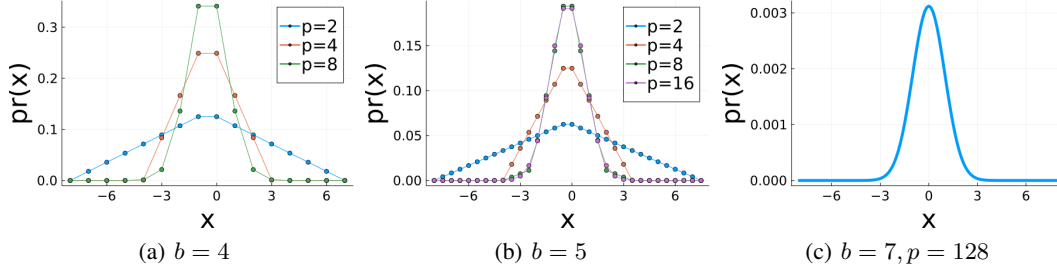 pr(x)
0.3
0.2
0.1
0.0
-6
-3
0
3
6
x
p=2
p=4
p=8
(a) b = 4
pr(x)
0.15
0.10
0.05
0.00
-6
-3
0
3
6
x
p=2
p=4
p=8
p=16
(b) b = 5
pr(x)
0.003
0.002
0.001
0.000
-6
-3
0
3
6
x
(c) b = 7, p = 128